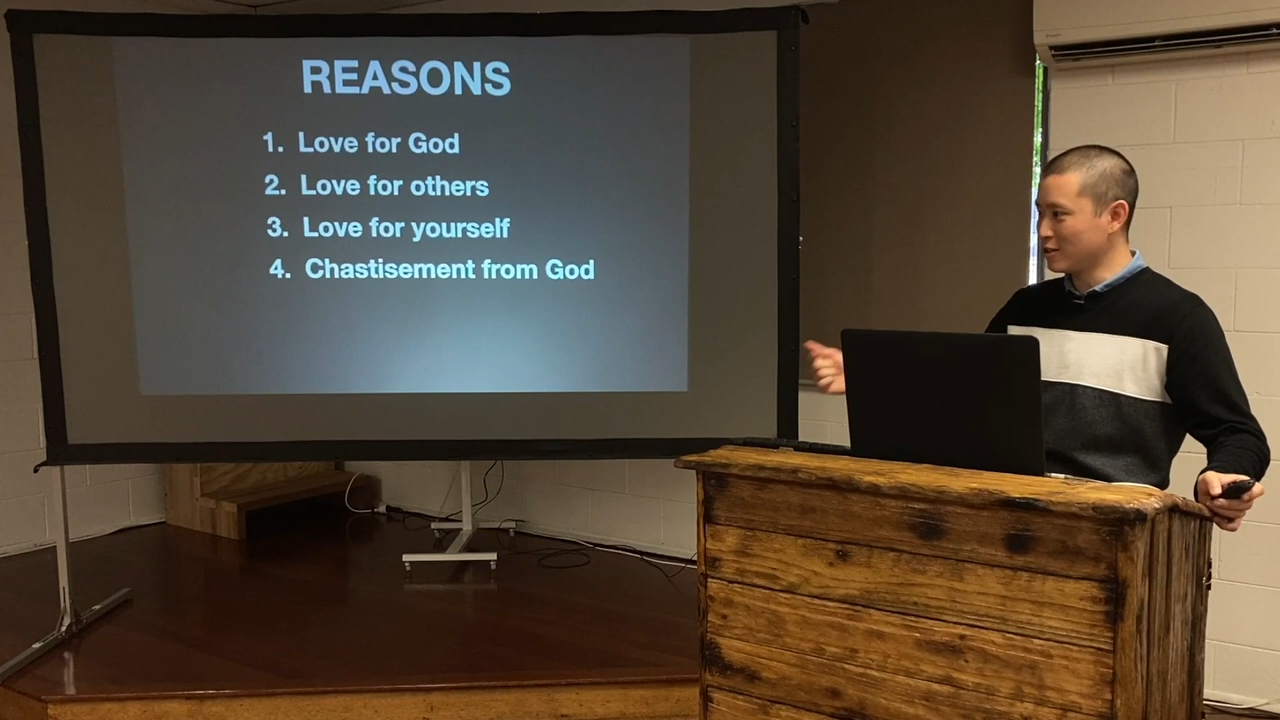 REASONS
1. Love for God
2. Love for others
3. Love for yourself
4. Chastisement from God